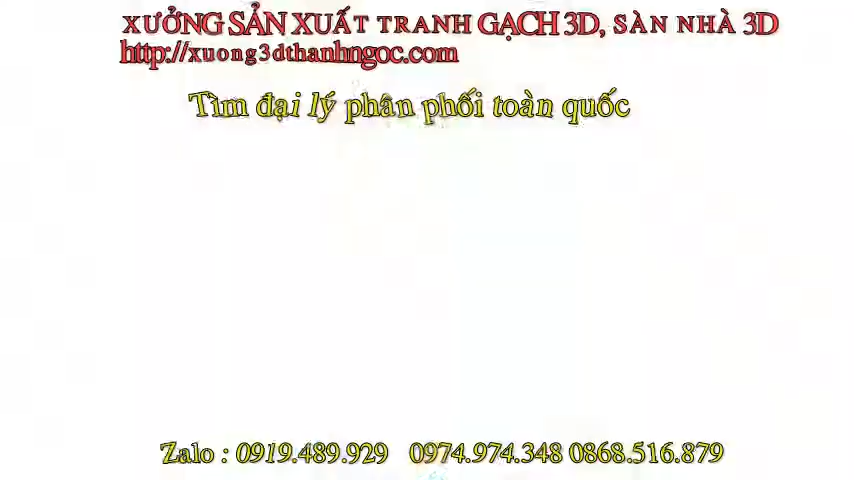 XƯỞNG SẢN XUẤT TRANH GẠCH 3D, SÀN NHÀ 3D
http://xuong3dthanhngoc.com
Tìm đại lý phân phối toàn quốc
Zalo : 0919.489.929 0974.974.348 0868.516.879